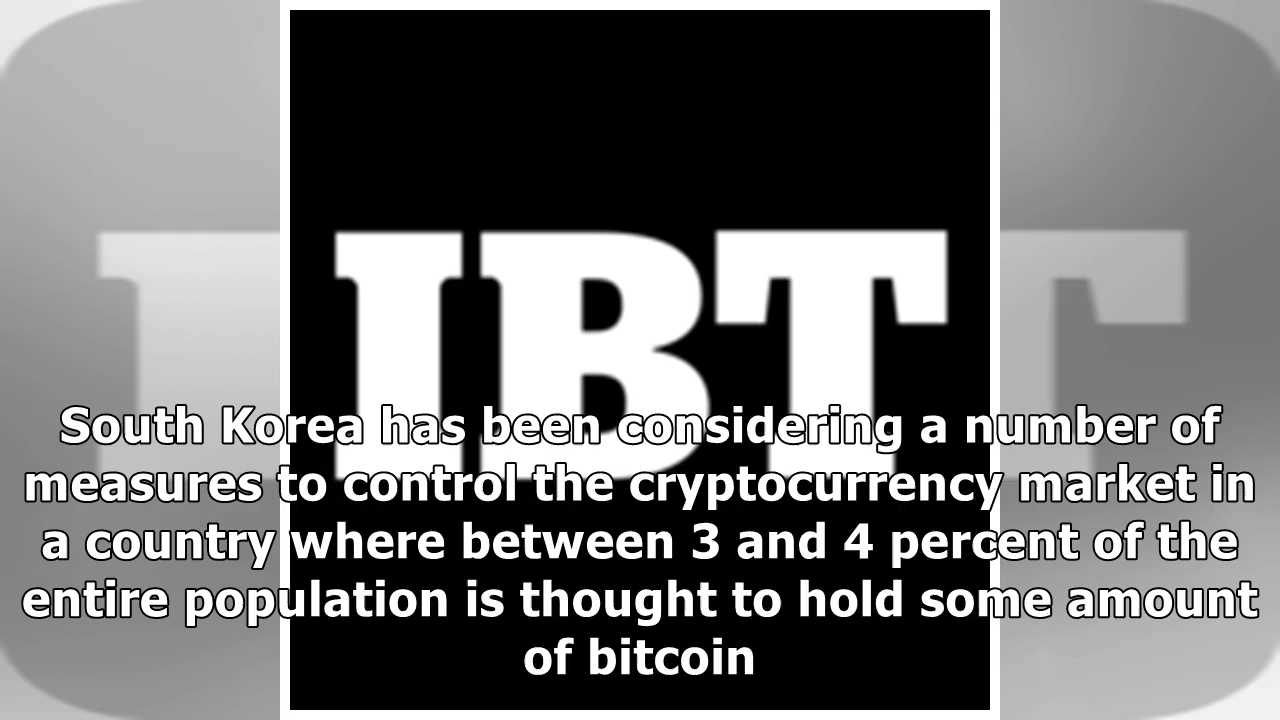 IBT
South Korea has been considering a number of
measures to control the cryptocurrency market in
a country where between 3 and 4 percent of the
entire population is thought to hold some amount
of bitcoin